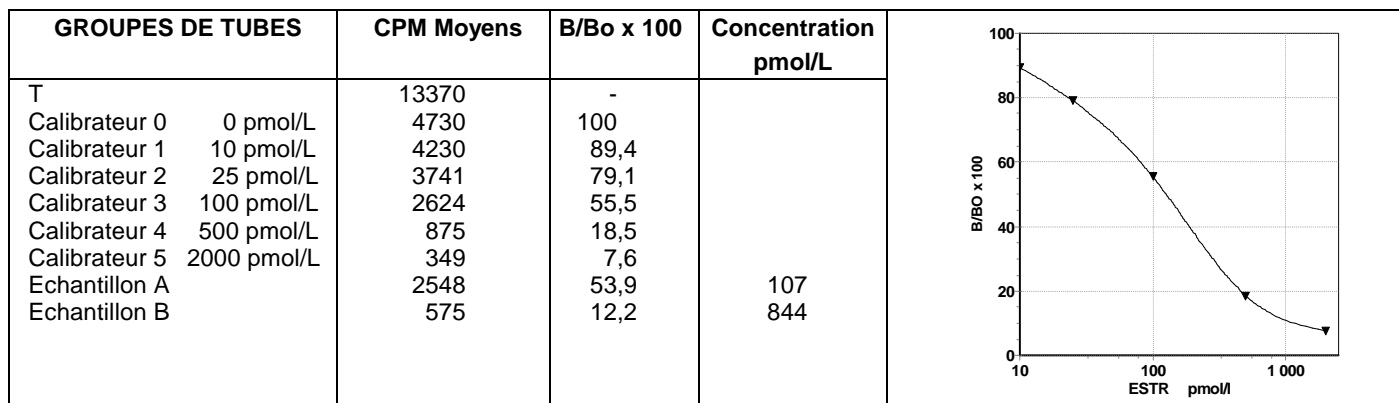 GROUPES DE TUBES CPM Moyens B/Bo x 100 Concentration
pmol/L
T 13370 -
Calibrateur 0 0 pmol/L 4730 100
Calibrateur 1 10 pmol/L 4230 89,4
Calibrateur 2 25 pmol/L 3741 79,1
Calibrateur 3 100 pmol/L 2624 55,5
Calibrateur 4 500 pmol/L 875 18,5
Calibrateur 5 2000 pmol/L 349 7,6
Echantillon A 2548 53,9 107
Echantillon B 575 12,2 844
100
80
60
40
20
0
B/BO x 100
10 100 1 000
ESTR pmol/l